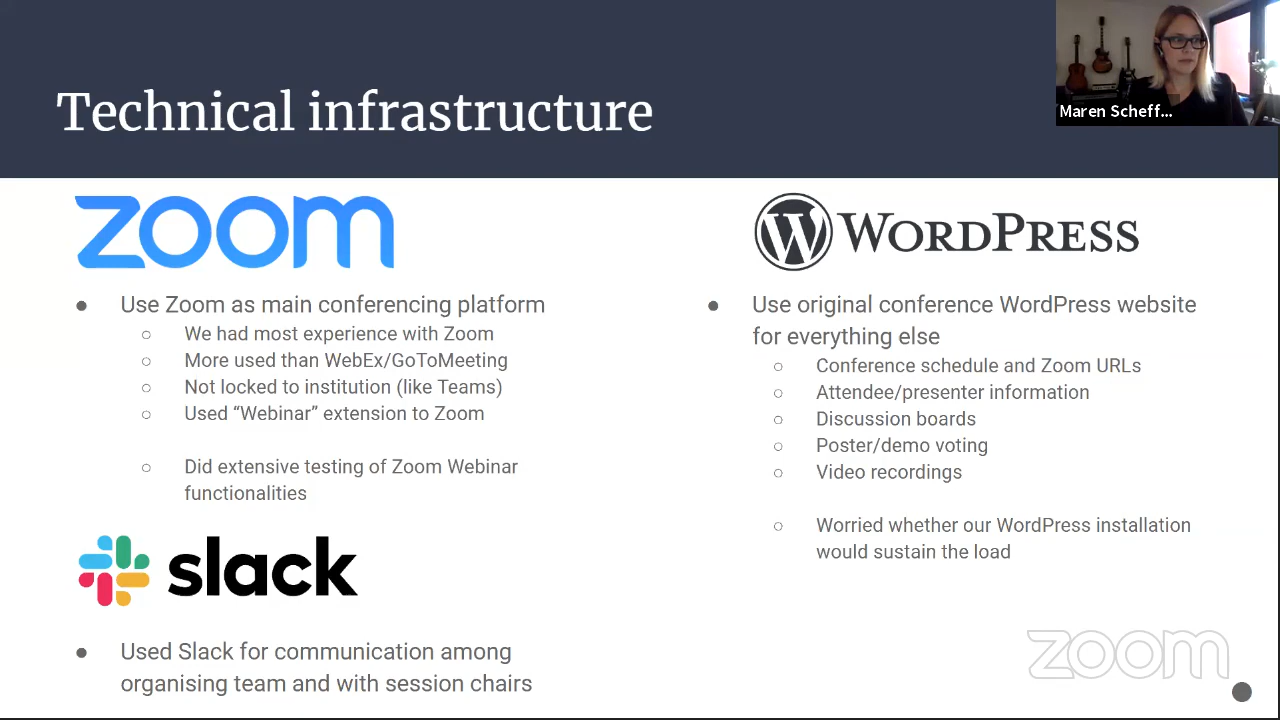 Technical infrastructure
Maren Scheff...
zoom
Use Zoom as main conferencing platform
We had most experience with Zoom
More used than WebEx/GoToMeeting
Not locked to institution (like Teams)
Used “Webinar” extension to Zoom
Did extensive testing of Zoom Webinar
functionalities
slack
Used Slack for communication among
organising team and with session chairs
WORDPRESS
Use original conference WordPress website
for everything else
Conference schedule and Zoom URLs
Attendee/presenter information
Discussion boards
Poster/demo voting
Video recordings
Worried whether our WordPress installation
would sustain the load
zoom